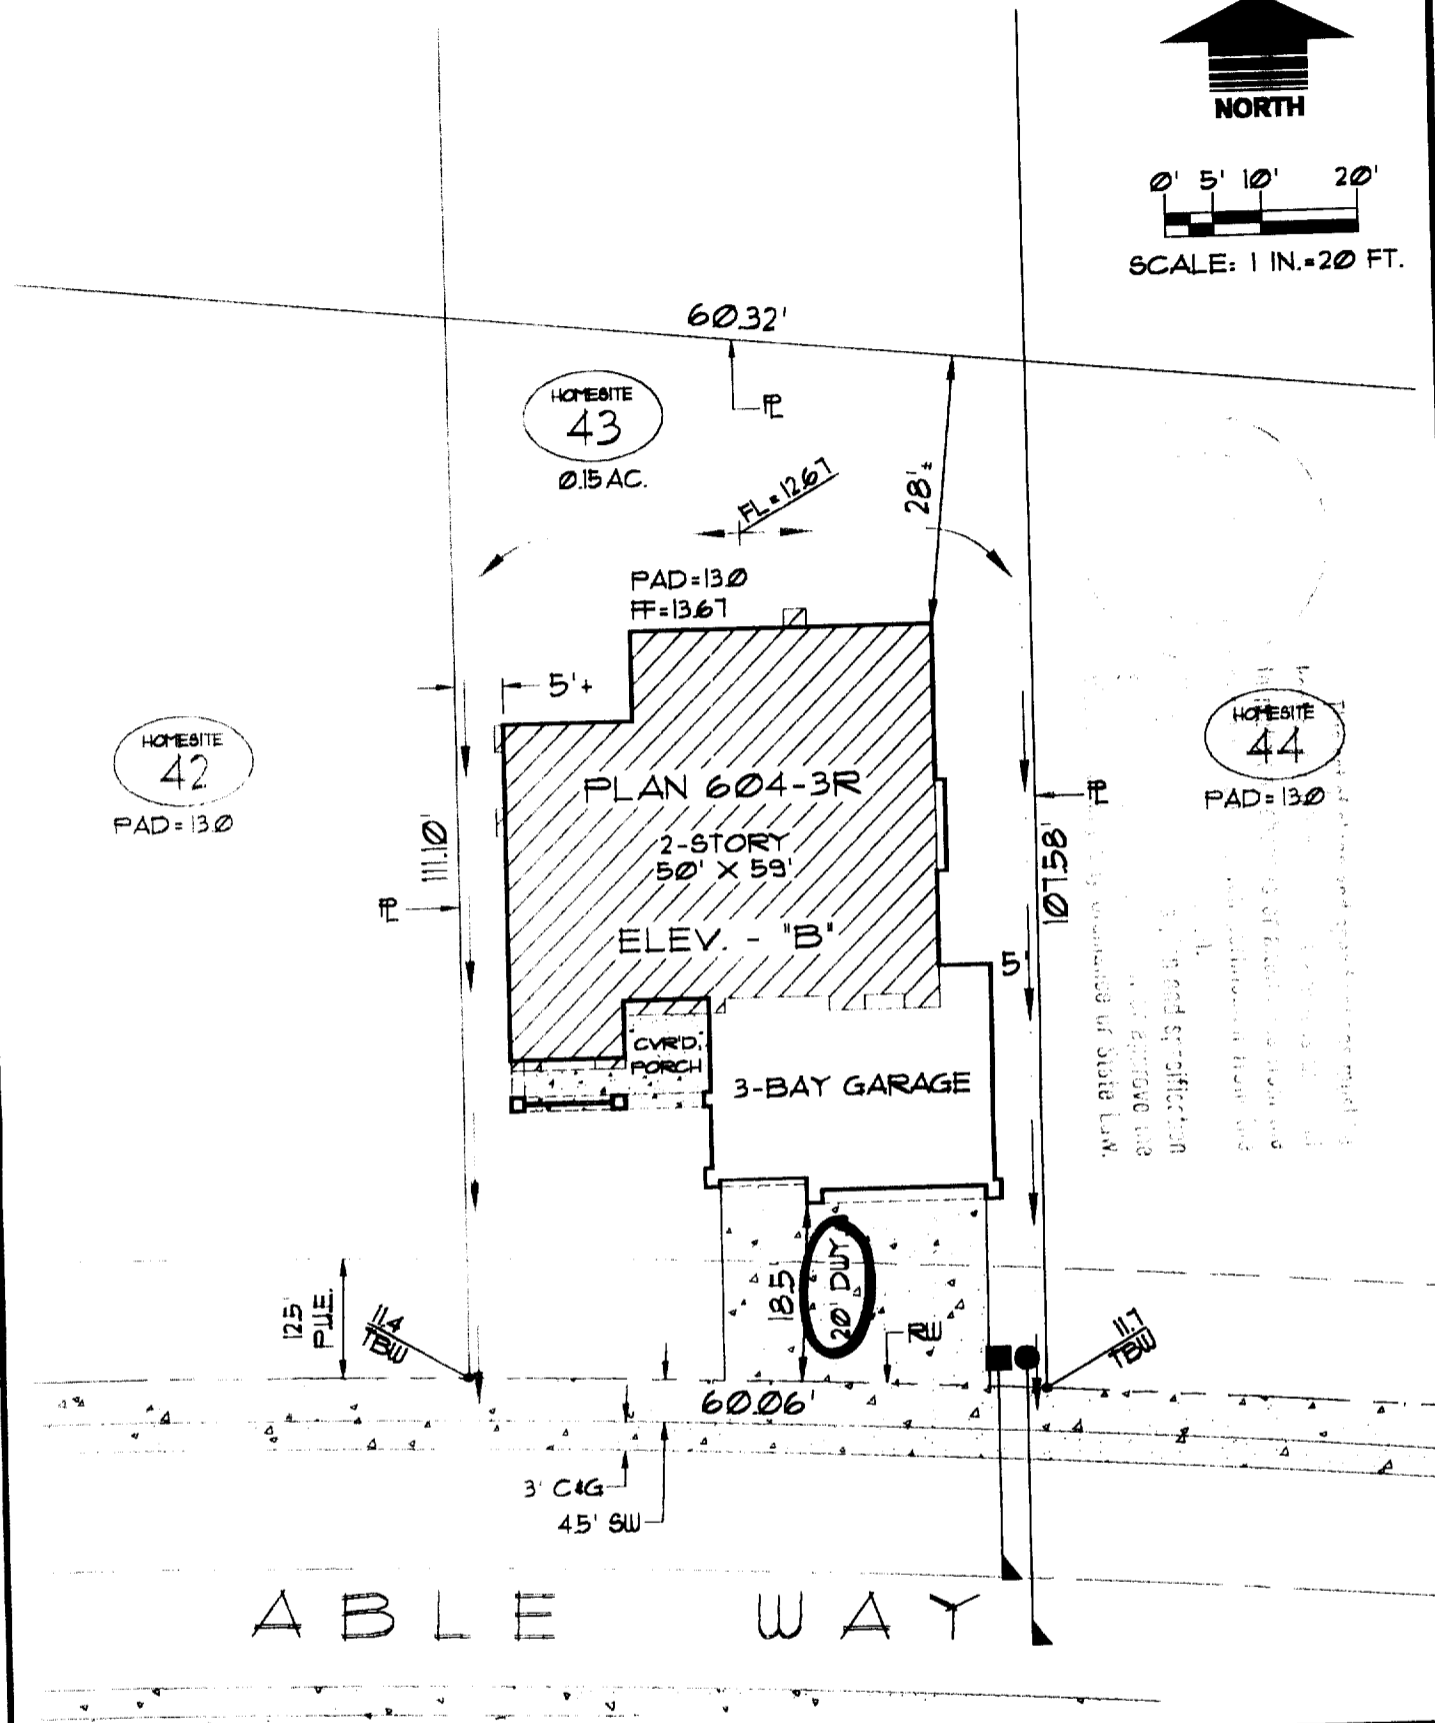 NORTH
0' 5' 10' 20'
SCALE: 1 IN.=20 FT.
60.32'
HOMESITE
43
0.15 AC.
PL
FL=12.67
28'±
PAD=13.0
FF=13.67
5'±
HOMESITE
42
PAD=13.0
HOMESITE
44
PAD=13.0
PL
PLAN 604-3R
2-STORY
50' X 59'
ELEV. - "B"
111.10'
PL
107.58'
5'
CVR'D.
PORCH
3-BAY GARAGE
12.5'
P.U.E.
11.4
TBW
18.5
20' DWY
11.7
TBW
60.06'
3' C&G
4.5' SW
ABLE WAY